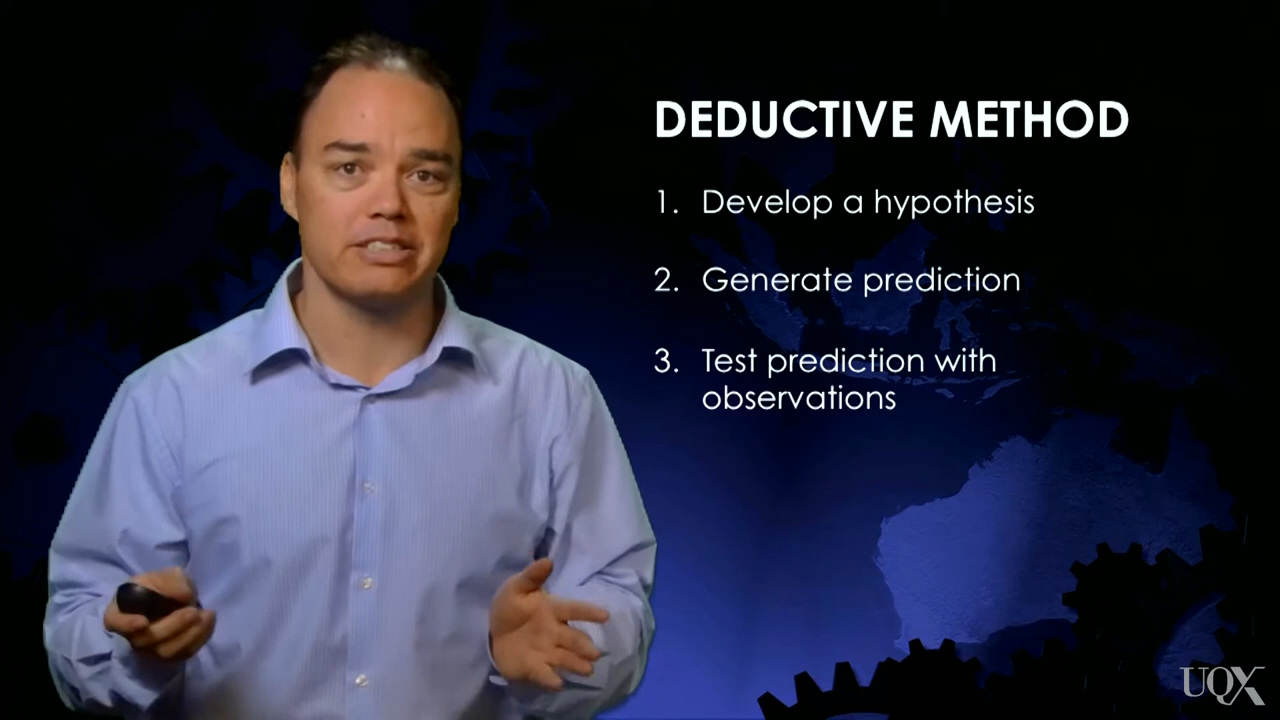 DEDUCTIVE METHOD
1. Develop a hypothesis
2. Generate prediction
3. Test prediction with
observations
UQX